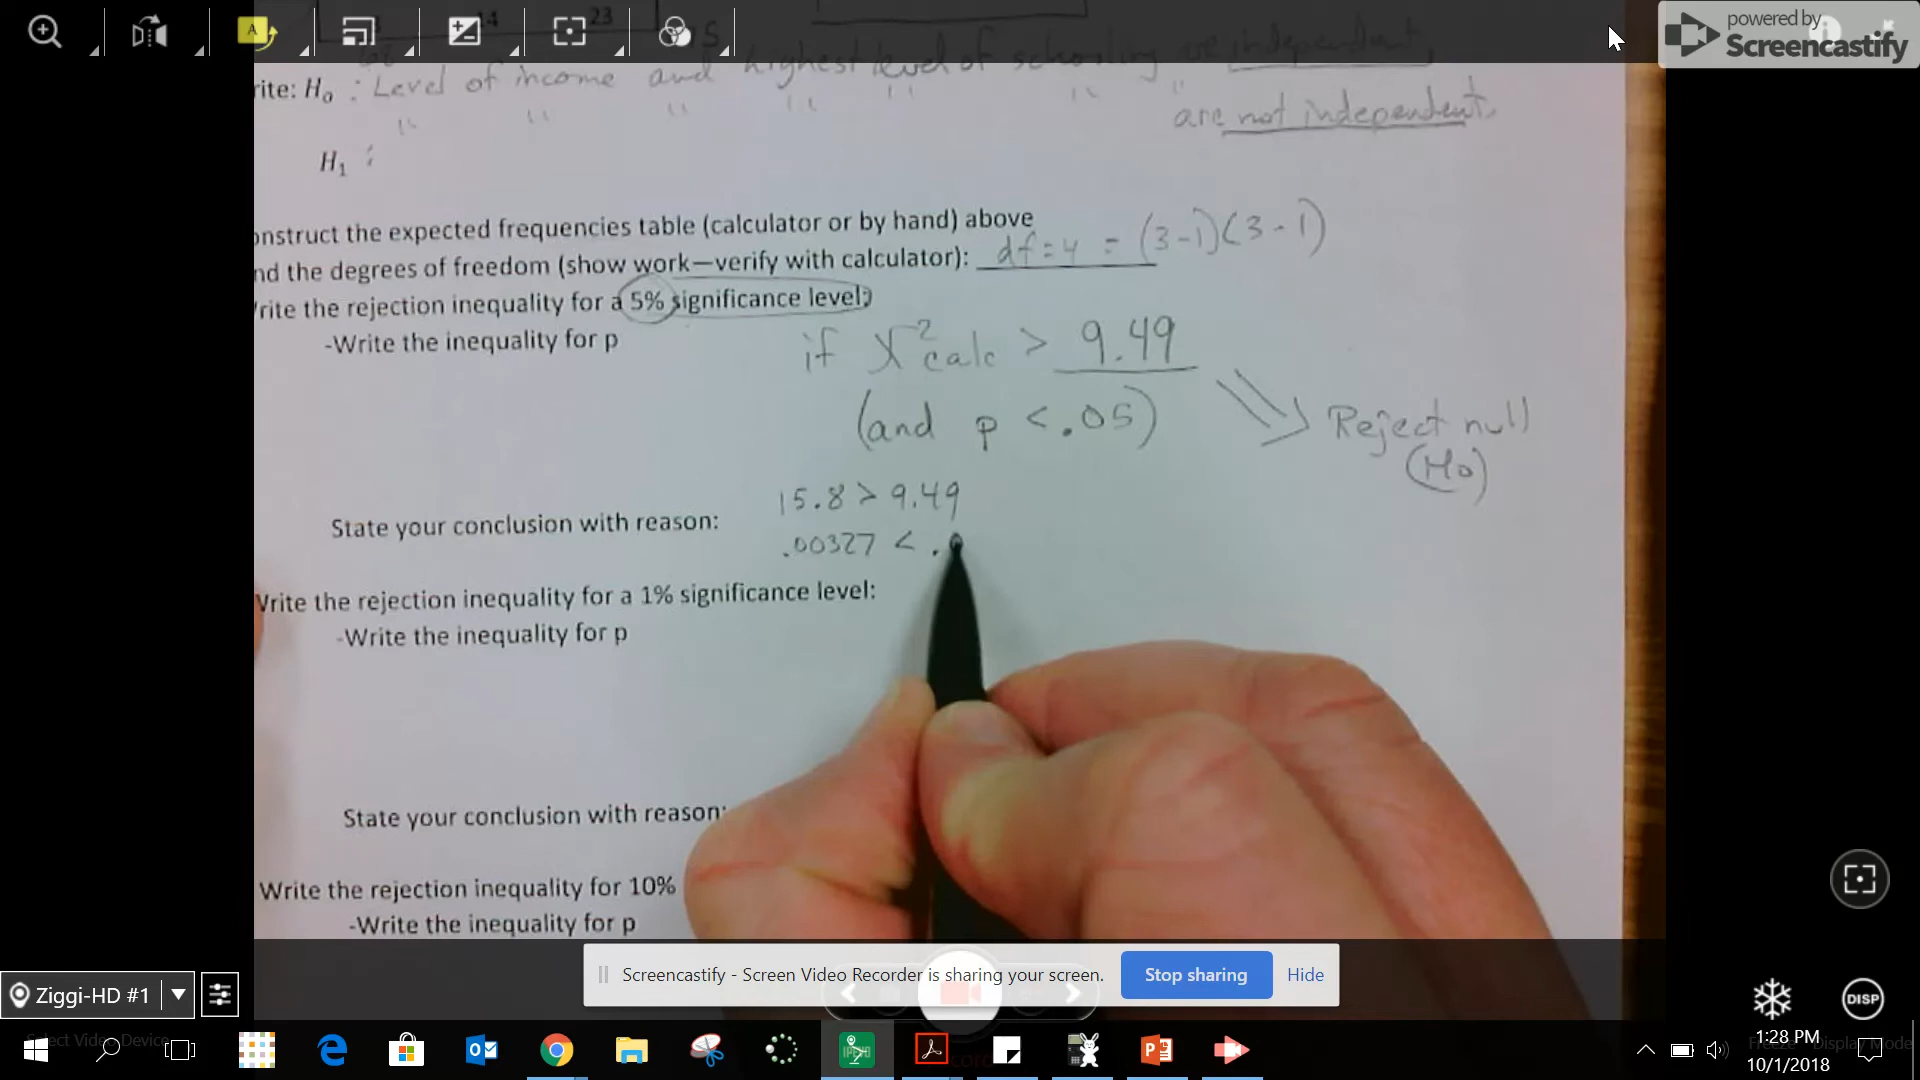 powered by
Screencastify
14 23
rite: H₀ : Level of income and highest level of schooling are independent.
" " " " " " "
are not independent.
H₁ :
onstruct the expected frequencies table (calculator or by hand) above
nd the degrees of freedom (show work—verify with calculator): df = 4 = (3-1)(3-1)
rite the rejection inequality for a 5% significance level:
-Write the inequality for p
if X²calc > 9.49
(and p < .05)
Reject null
(H₀)
15.8 > 9.49
State your conclusion with reason:
.00327 < .0
Write the rejection inequality for a 1% significance level:
-Write the inequality for p
State your conclusion with reason:
Write the rejection inequality for 10%
-Write the inequality for p
Screencastify - Screen Video Recorder is sharing your screen.
Stop sharing
Hide
Ziggi-HD #1
DISP
1:28 PM
10/1/2018